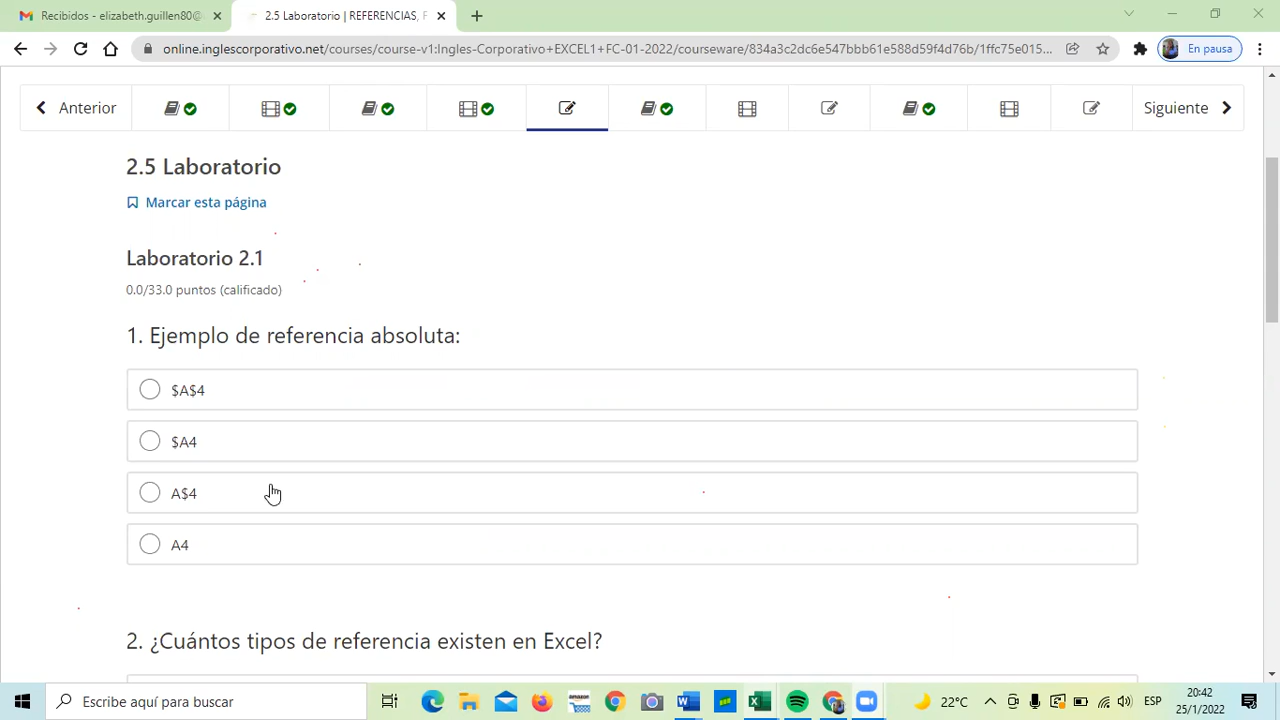 Recibidos - elizabeth.guillen80@
2.5 Laboratorio | REFERENCIAS, F
online.inglescorporativo.net/courses/course-v1:Ingles-Corporativo+EXCEL1+FC-01-2022/courseware/834a3c2dc6e547bbb61e588d59f4d76b/1ffc75e015...
En pausa
Anterior
Siguiente
2.5 Laboratorio
Marcar esta página
Laboratorio 2.1
0.0/33.0 puntos (calificado)
1. Ejemplo de referencia absoluta:
$A$4
$A4
A$4
A4
2. ¿Cuántos tipos de referencia existen en Excel?
Escribe aquí para buscar
22°C
ESP
20:42
25/1/2022